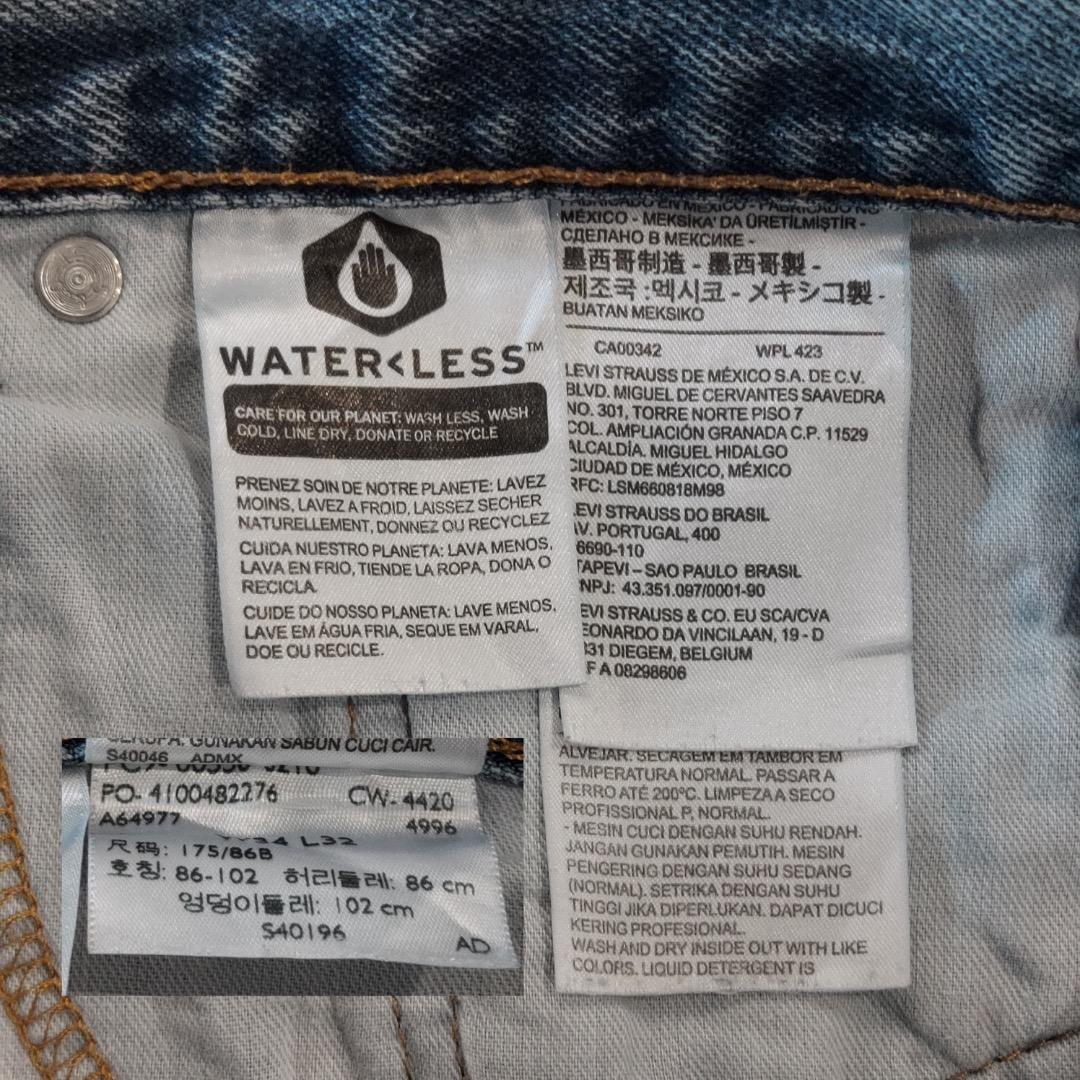 WATER<LESS™
CARE FOR OUR PLANET: WASH LESS, WASH
COLD, LINE DRY, DONATE OR RECYCLE
PRENEZ SOIN DE NOTRE PLANETE: LAVEZ
MOINS, LAVEZ A FROID, LAISSEZ SECHER
NATURELLEMENT, DONNEZ OU RECYCLEZ
CUIDA NUESTRO PLANETA: LAVA MENOS,
LAVA EN FRIO, TIENDE LA ROPA, DONA O
RECICLA.
CUIDE DO NOSSO PLANETA: LAVE MENOS,
LAVE EM ÁGUA FRIA, SEQUE EM VARAL,
DOE OU RECICLE.
FABRICADO EN MÉXICO - FABRICADO NO
MÉXICO - MEKSİKA' DA ÜRETİLMİŞTİR -
СДЕЛАНО В МЕКСИКЕ -
墨西哥制造 - 墨西哥製 -
제조국 :멕시코 - メキシコ製 -
BUATAN MEKSIKO
CA00342 WPL 423
LEVI STRAUSS DE MÉXICO S.A. DE C.V.
BLVD. MIGUEL DE CERVANTES SAAVEDRA
NO. 301, TORRE NORTE PISO 7
COL. AMPLIACIÓN GRANADA C.P. 11529
ALCALDÍA. MIGUEL HIDALGO
CIUDAD DE MÉXICO, MÉXICO
RFC: LSM660818M98
LEVI STRAUSS DO BRASIL
AV. PORTUGAL, 400
6690-110
TAPEVI – SAO PAULO BRASIL
NPJ: 43.351.097/0001-90
EVI STRAUSS & CO. EU SCA/CVA
EONARDO DA VINCILAAN, 19 - D
831 DIEGEM, BELGIUM
F A 08298606
ALVEJAR. SECAGEM EM TAMBOR EM
TEMPERATURA NORMAL. PASSAR A
FERRO ATÉ 200°C. LIMPEZA A SECO
PROFISSIONAL P, NORMAL.
- MESIN CUCI DENGAN SUHU RENDAH.
JANGAN GUNAKAN PEMUTIH. MESIN
PENGERING DENGAN SUHU SEDANG
(NORMAL). SETRIKA DENGAN SUHU
TINGGI JIKA DIPERLUKAN. DAPAT DICUCI
KERING PROFESIONAL.
WASH AND DRY INSIDE OUT WITH LIKE
COLORS. LIQUID DETERGENT IS
SERUPA. GUNAKAN SABUN CUCI CAIR.
S40046 ADMX
PO- 4100482276 CW- 4420
A64977 4996
L32
尺码: 175/86B
호칭: 86-102 허리둘레: 86 cm
엉덩이둘레: 102 cm
S40196
AD